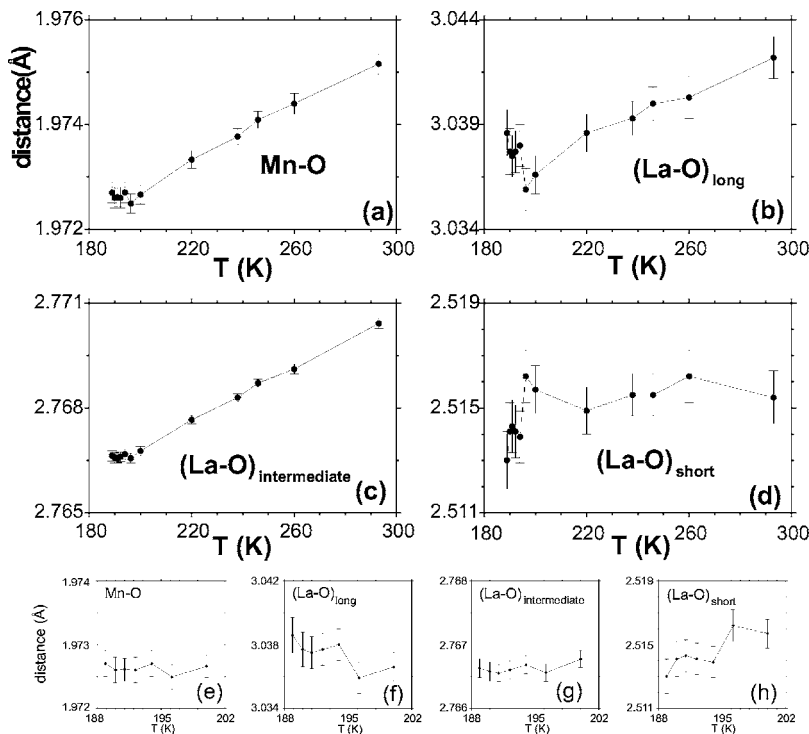 1.976
1.974
1.972
distance(Å)
Mn-O
(a)
180 220 260 300
T (K)
3.044
3.039
3.034
(La-O)long
(b)
180 220 260 300
T (K)
2.771
2.768
2.765
(La-O)intermediate
(c)
180 220 260 300
T (K)
2.519
2.515
2.511
(La-O)short
(d)
180 220 260 300
T (K)
1.974
1.973
1.972
distance (Å)
Mn-O
(e)
188 195 202
T (K)
3.042
3.038
3.034
(La-O)long
(f)
188 195 202
T (K)
2.768
2.767
2.766
(La-O)intermediate
(g)
188 195 202
T (K)
2.519
2.515
2.511
(La-O)short
(h)
188 195 202
T (K)